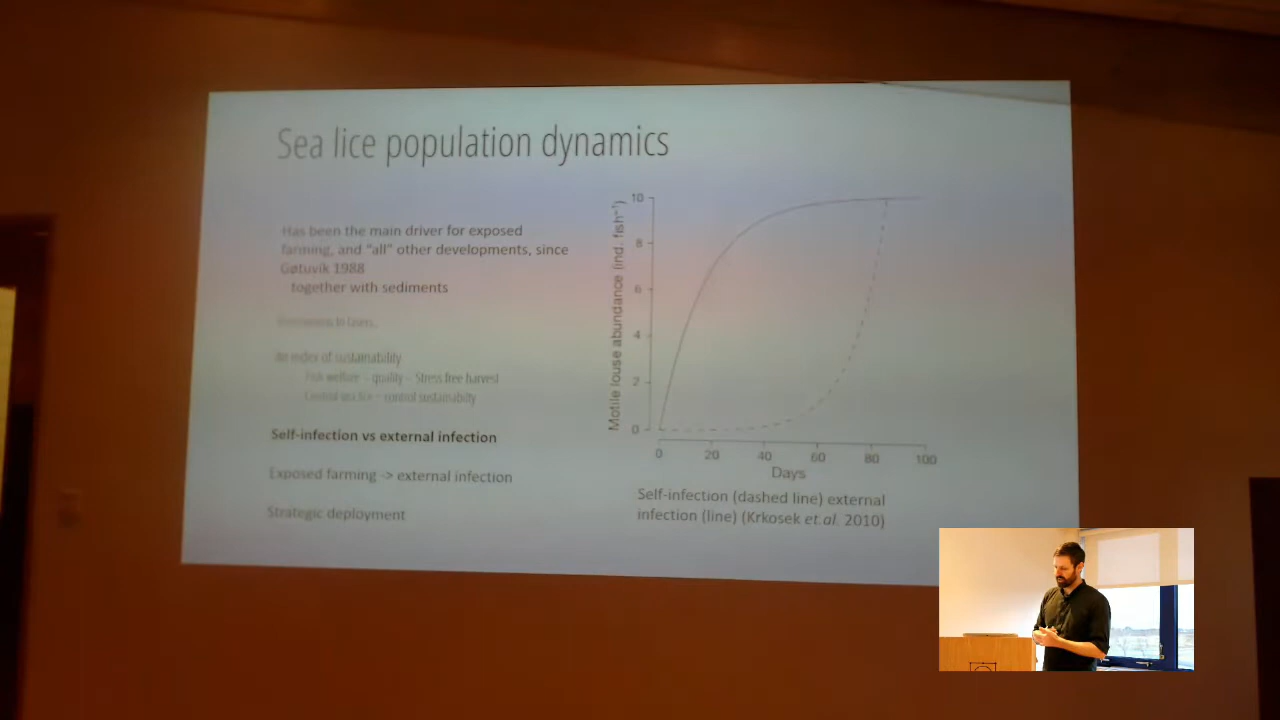 Sea lice population dynamics
Has been the main driver for exposed
farming, and "all" other developments, since
Gøtuvík 1988
together with sediments
to
An index of sustainability
Fish welfare – quality – Stress free harvest
Control sea lice – control sustainabilty
Self-infection vs external infection
Exposed farming -> external infection
Strategic deployment
Motile louse abundance (ind. fish⁻¹)
10
8
6
4
2
0
0 20 40 60 80 100
Days
Self-infection (dashed line) external
infection (line) (Krkosek et.al. 2010)